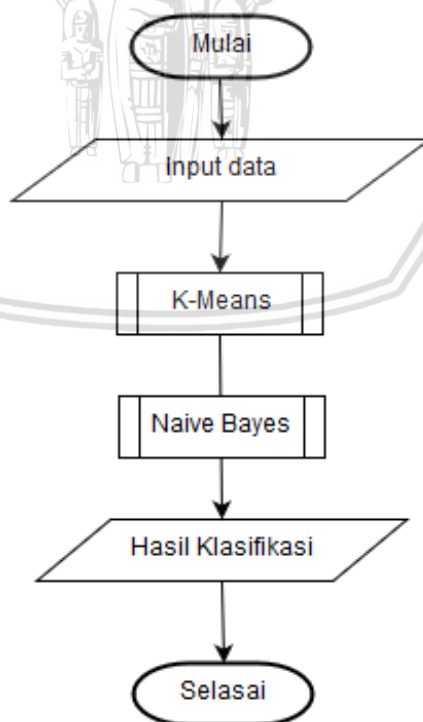 Mulai
Input data
K-Means
Naive Bayes
Hasil Klasifikasi
Selasai